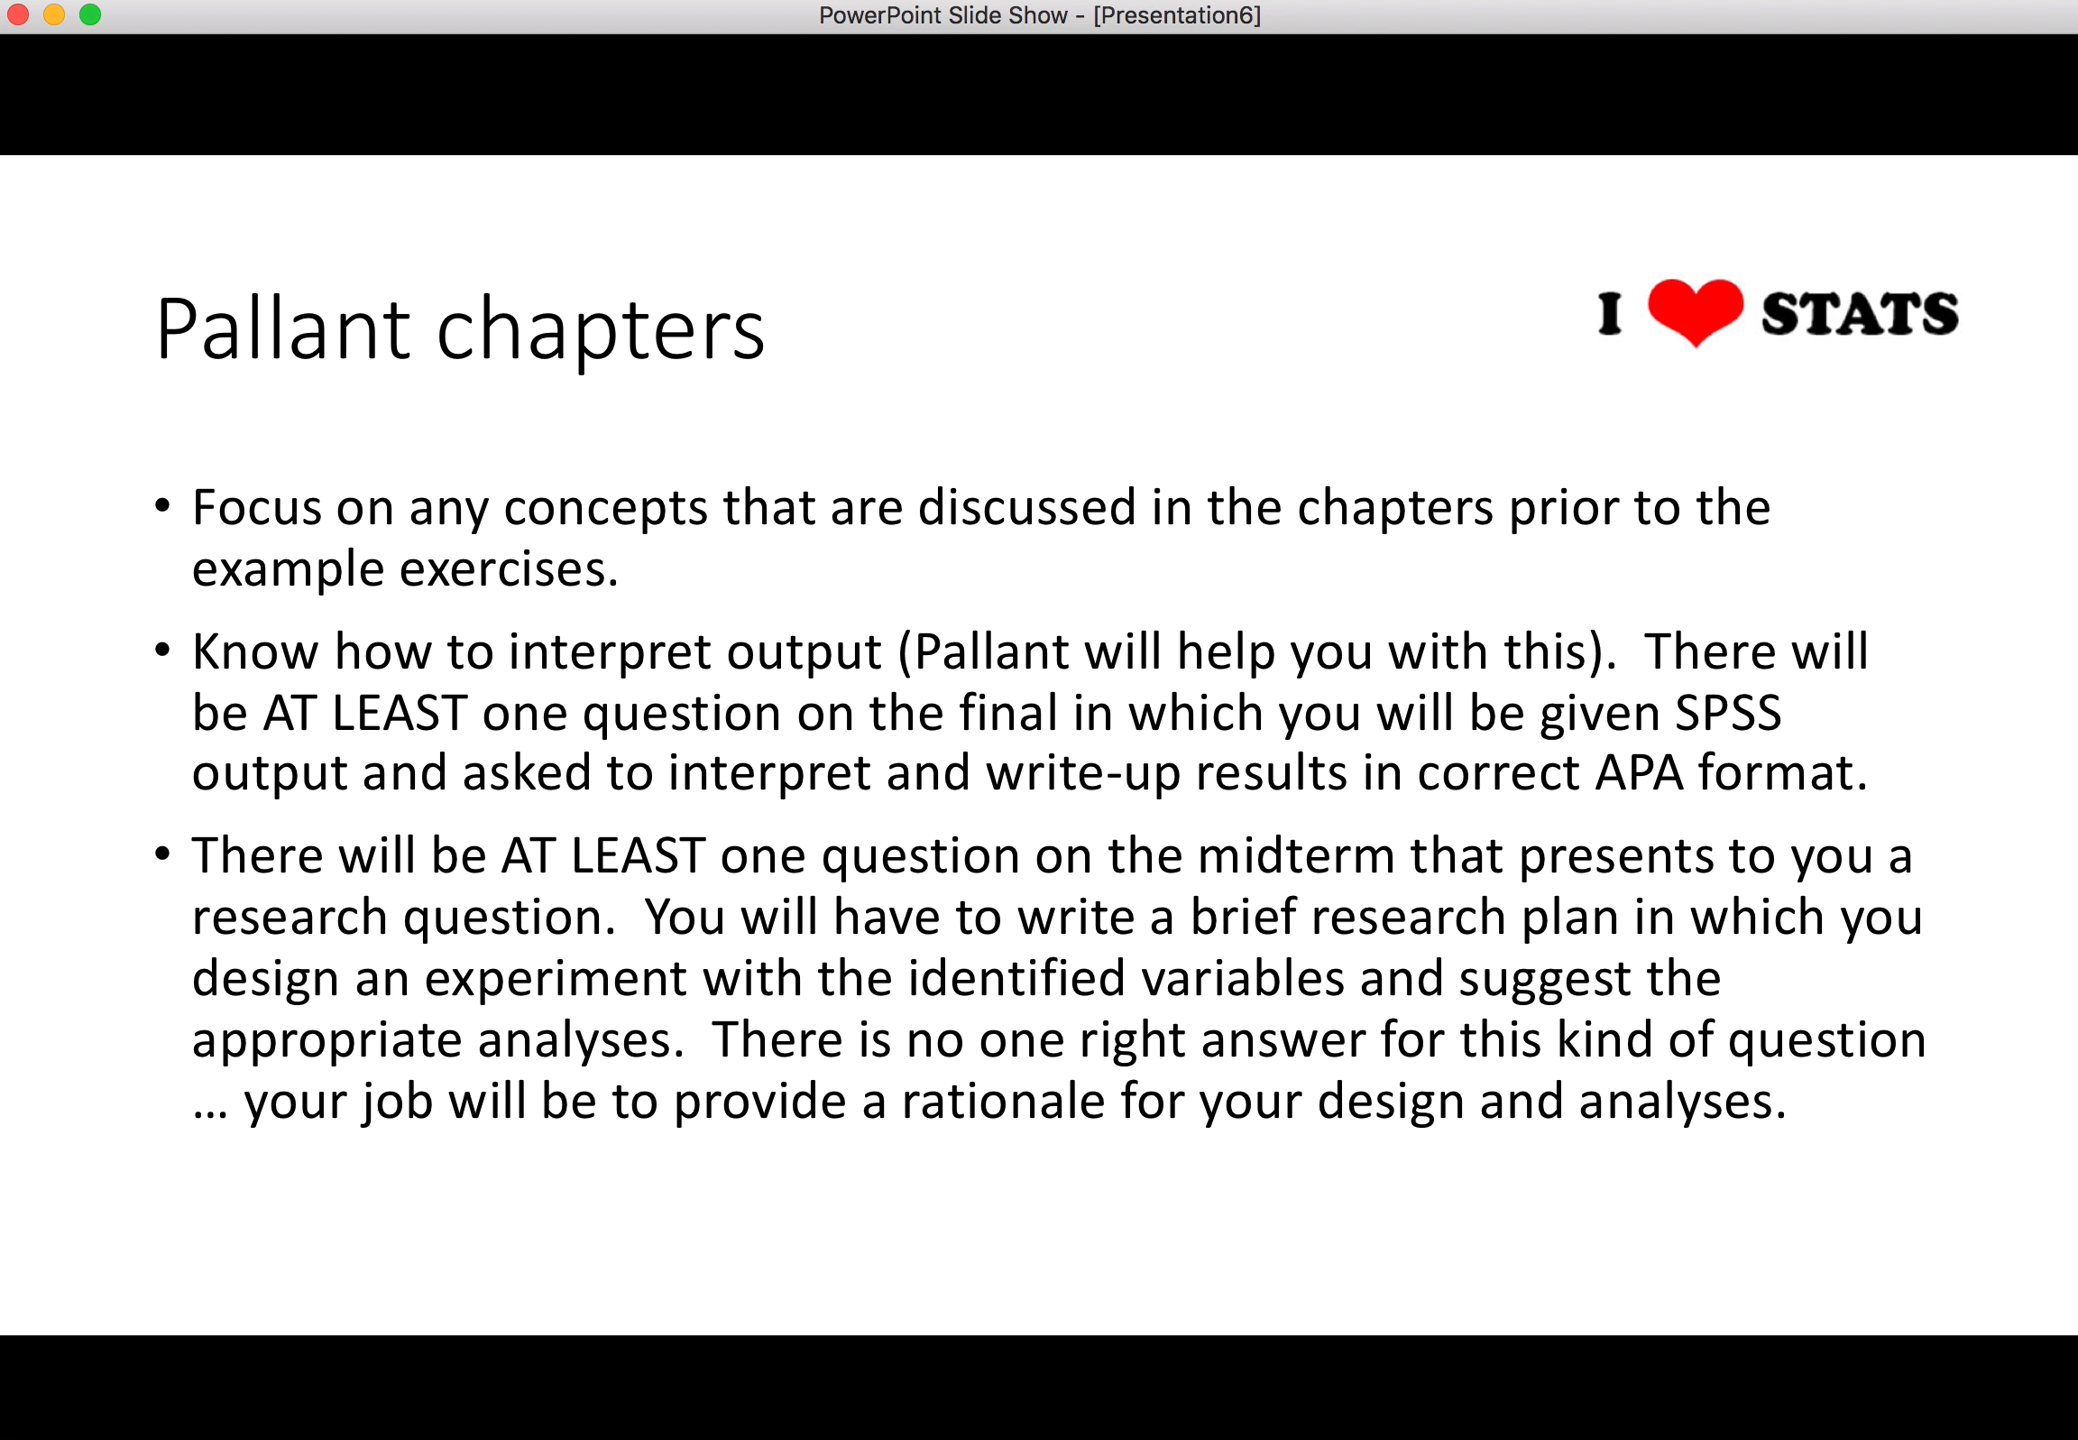 PowerPoint Slide Show - [Presentation6]
Pallant chapters
I ❤ STATS
• Focus on any concepts that are discussed in the chapters prior to the
example exercises.
• Know how to interpret output (Pallant will help you with this).  There will
be AT LEAST one question on the final in which you will be given SPSS
output and asked to interpret and write-up results in correct APA format.
• There will be AT LEAST one question on the midterm that presents to you a
research question.  You will have to write a brief research plan in which you
design an experiment with the identified variables and suggest the
appropriate analyses.  There is no one right answer for this kind of question
… your job will be to provide a rationale for your design and analyses.